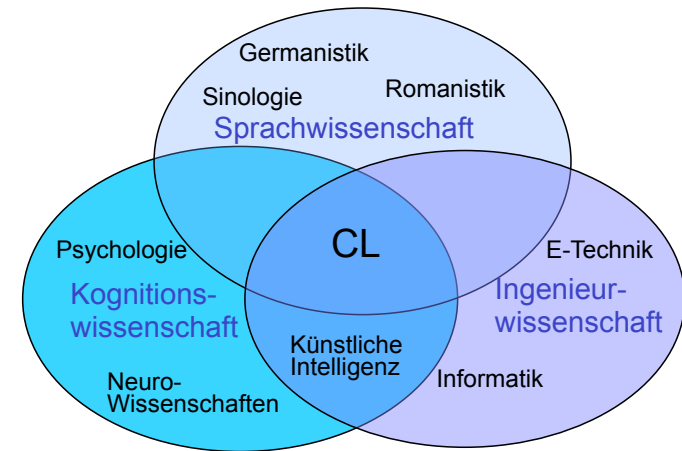 Germanistik
Sinologie
Romanistik
Sprachwissenschaft
CL
Psychologie
Kognitions-
wissenschaft
Neuro-
Wissenschaften
Künstliche
Intelligenz
E-Technik
Ingenieur-
wissenschaft
Informatik